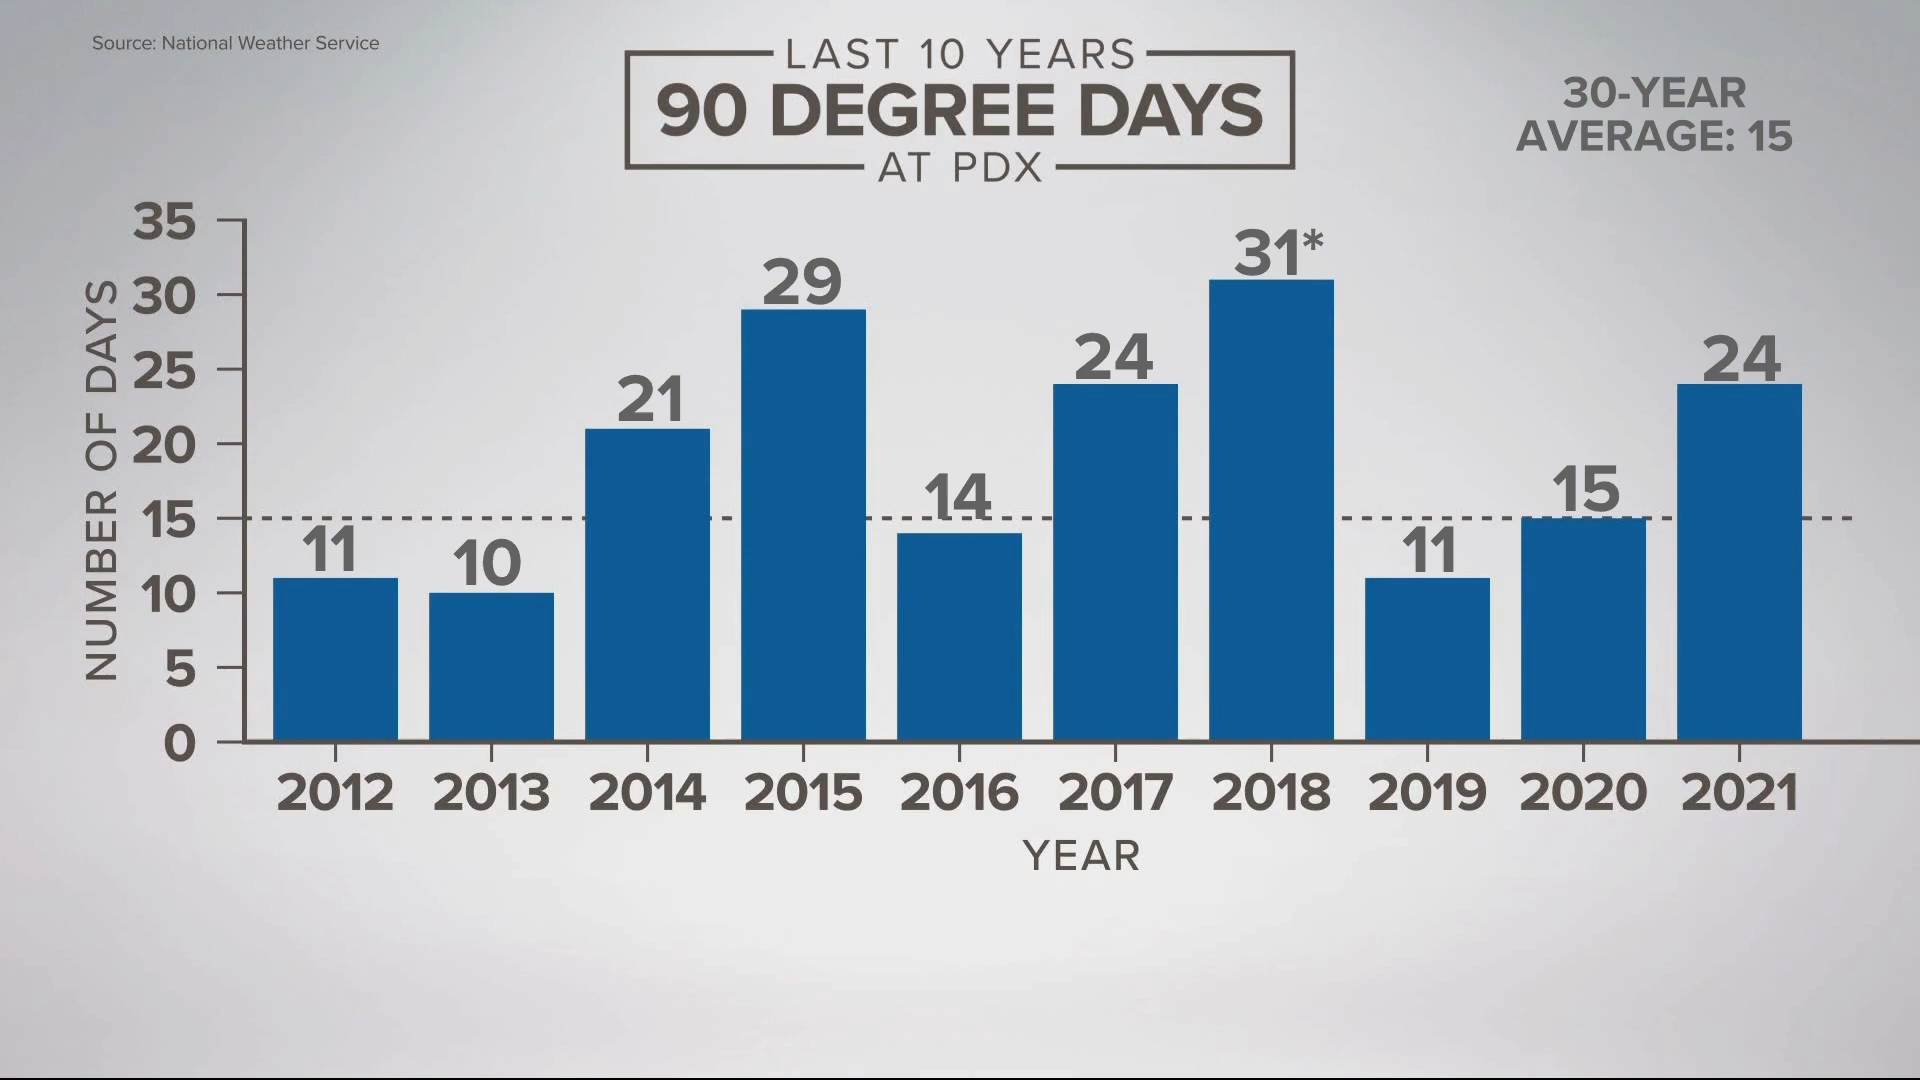 Source: National Weather Service
LAST 10 YEARS
90 DEGREE DAYS
AT PDX
30-YEAR
AVERAGE: 15
NUMBER OF DAYS
35
30
25
20
15
10
5
0
11
10
21
29
14
24
31*
11
15
24
2012 2013 2014 2015 2016 2017 2018 2019 2020 2021
YEAR